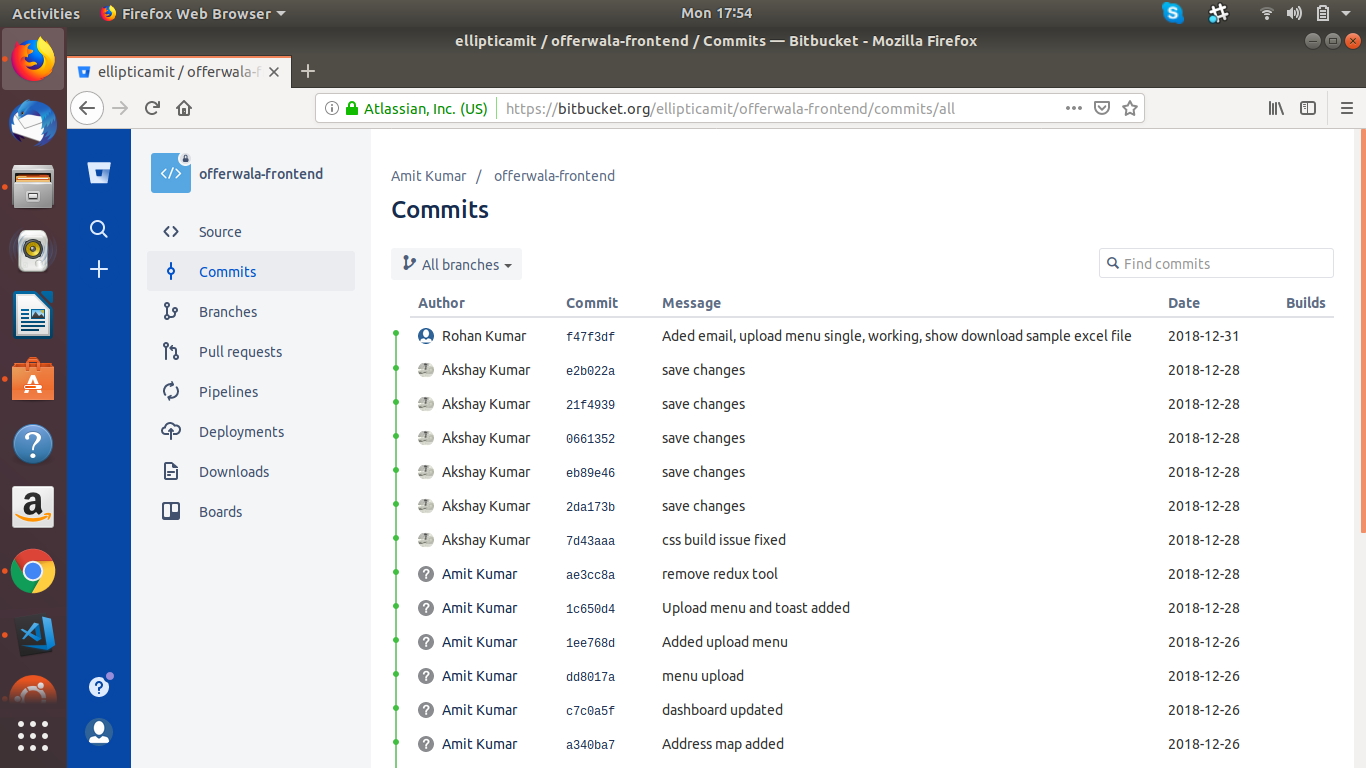 Activities Firefox Web Browser Mon 17:54
ellipticamit / offerwala-frontend / Commits — Bitbucket - Mozilla Firefox
ellipticamit / offerwala-f
Atlassian, Inc. (US) https://bitbucket.org/ellipticamit/offerwala-frontend/commits/all
offerwala-frontend
Source
Commits
Branches
Pull requests
Pipelines
Deployments
Downloads
Boards
Amit Kumar / offerwala-frontend
Commits
All branches Find commits
Author Commit Message Date Builds
Rohan Kumar f47f3df Aded email, upload menu single, working, show download sample excel file 2018-12-31
Akshay Kumar e2b022a save changes 2018-12-28
Akshay Kumar 21f4939 save changes 2018-12-28
Akshay Kumar 0661352 save changes 2018-12-28
Akshay Kumar eb89e46 save changes 2018-12-28
Akshay Kumar 2da173b save changes 2018-12-28
Akshay Kumar 7d43aaa css build issue fixed 2018-12-28
Amit Kumar ae3cc8a remove redux tool 2018-12-28
Amit Kumar 1c650d4 Upload menu and toast added 2018-12-28
Amit Kumar 1ee768d Added upload menu 2018-12-26
Amit Kumar dd8017a menu upload 2018-12-26
Amit Kumar c7c0a5f dashboard updated 2018-12-26
Amit Kumar a340ba7 Address map added 2018-12-26